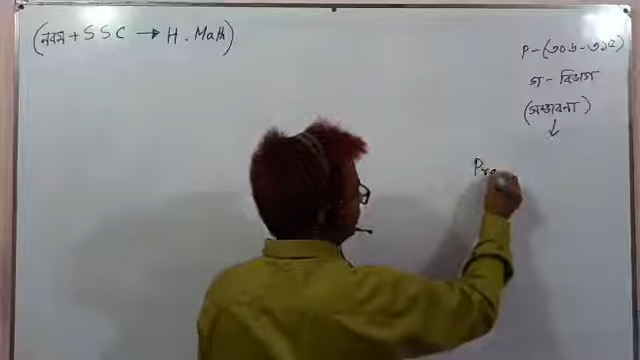 (নবম + SSC → H. Math)
P-(৩০৬-৩১৫)
গ - বিভাগ
(সম্ভাবনা)
↓
Pro